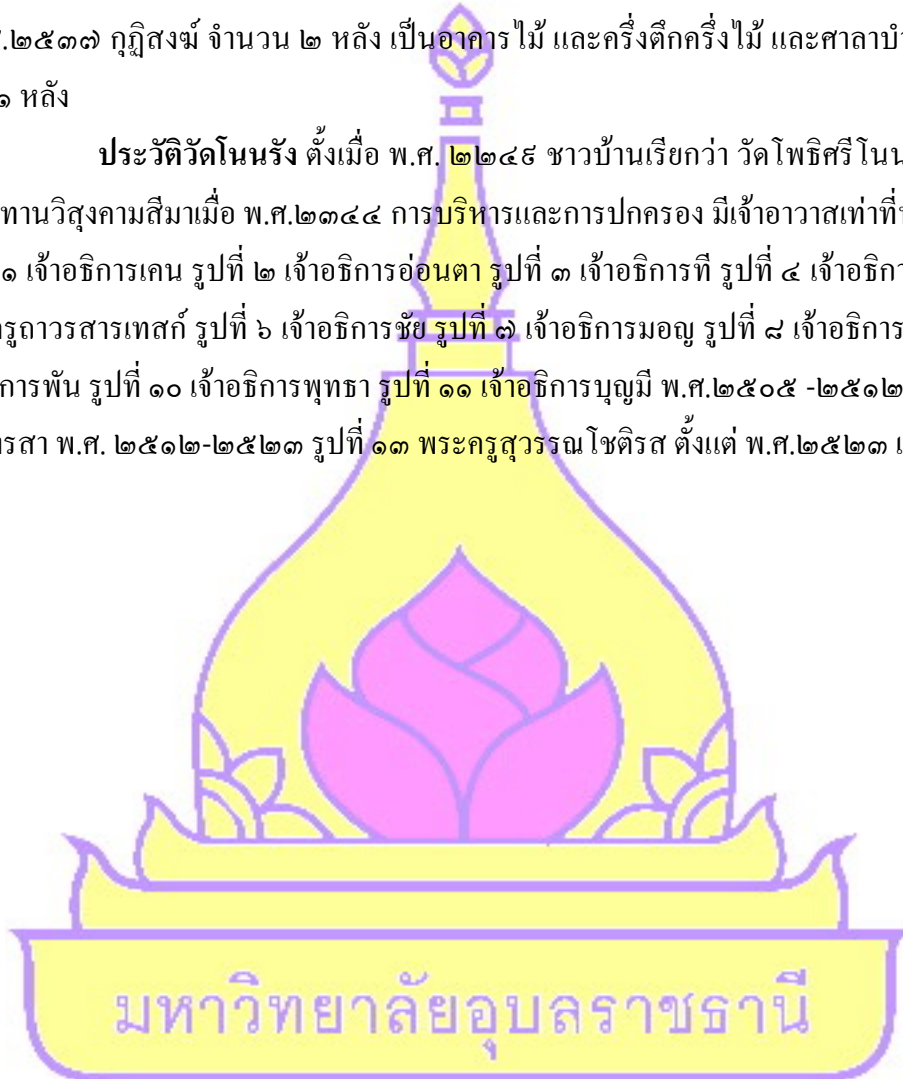 .๒๕๓๗ กุฏิสงฆ์ จำนวน ๒ หลัง เป็นอาคารไม้ และครึ่งตึกครึ่งไม้ และศาลาบำ
๑ หลัง
ประวัติวัดโนนรัง ตั้งเมื่อ พ.ศ. ๒๒๔๙ ชาวบ้านเรียกว่า วัดโพธิศรีโนน
ทานวิสุงคามสีมาเมื่อ พ.ศ.๒๓๔๔ การบริหารและการปกครอง มีเจ้าอาวาสเท่าที่
๑ เจ้าอธิการเคน รูปที่ ๒ เจ้าอธิการอ่อนตา รูปที่ ๓ เจ้าอธิการที รูปที่ ๔ เจ้าอธิกา
รูถาวรสารเทสก์ รูปที่ ๖ เจ้าอธิการชัย รูปที่ ๗ เจ้าอธิการมอญ รูปที่ ๘ เจ้าอธิการ
การพัน รูปที่ ๑๐ เจ้าอธิการพุทธา รูปที่ ๑๑ เจ้าอธิการบุญมี พ.ศ.๒๕๐๕ -๒๕๑๒
รสา พ.ศ. ๒๕๑๒-๒๕๒๓ รูปที่ ๑๓ พระครูสุวรรณโชติรส ตั้งแต่ พ.ศ.๒๕๒๓ เ
มหาวิทยาลัยอุบลราชธานี